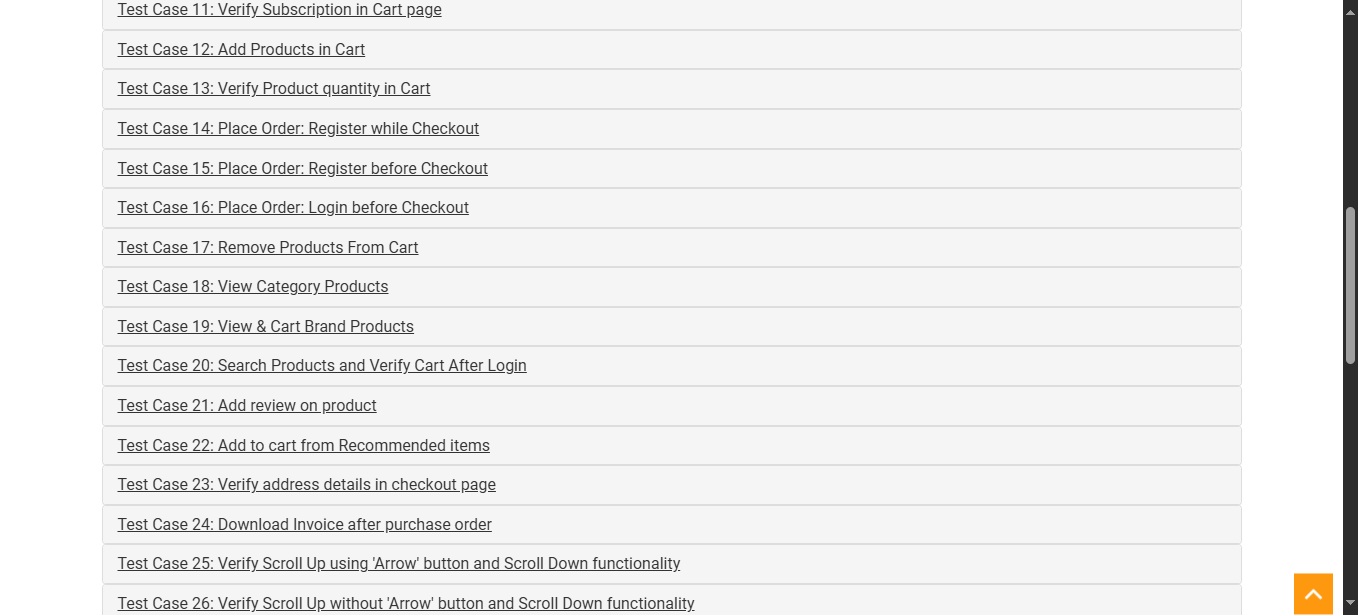 Test Case 11: Verify Subscription in Cart page
Test Case 12: Add Products in Cart
Test Case 13: Verify Product quantity in Cart
Test Case 14: Place Order: Register while Checkout
Test Case 15: Place Order: Register before Checkout
Test Case 16: Place Order: Login before Checkout
Test Case 17: Remove Products From Cart
Test Case 18: View Category Products
Test Case 19: View & Cart Brand Products
Test Case 20: Search Products and Verify Cart After Login
Test Case 21: Add review on product
Test Case 22: Add to cart from Recommended items
Test Case 23: Verify address details in checkout page
Test Case 24: Download Invoice after purchase order
Test Case 25: Verify Scroll Up using 'Arrow' button and Scroll Down functionality
Test Case 26: Verify Scroll Up without 'Arrow' button and Scroll Down functionality